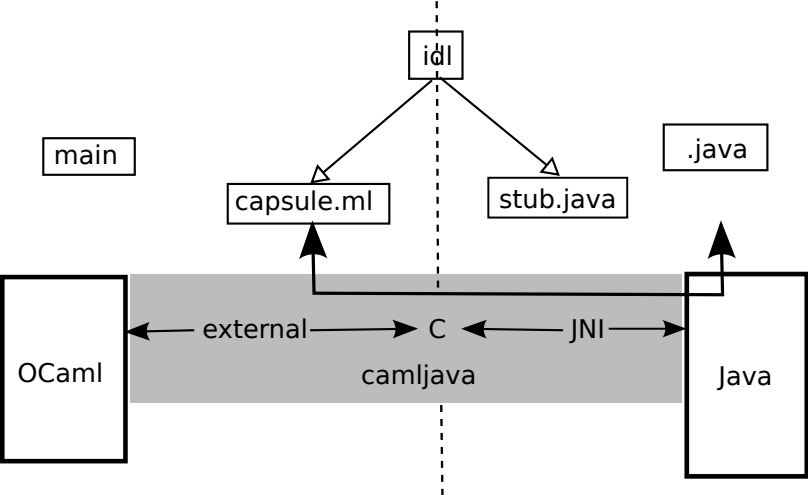 idl
main
.java
capsule.ml
stub.java
external
C
JNI
OCaml
camljava
Java